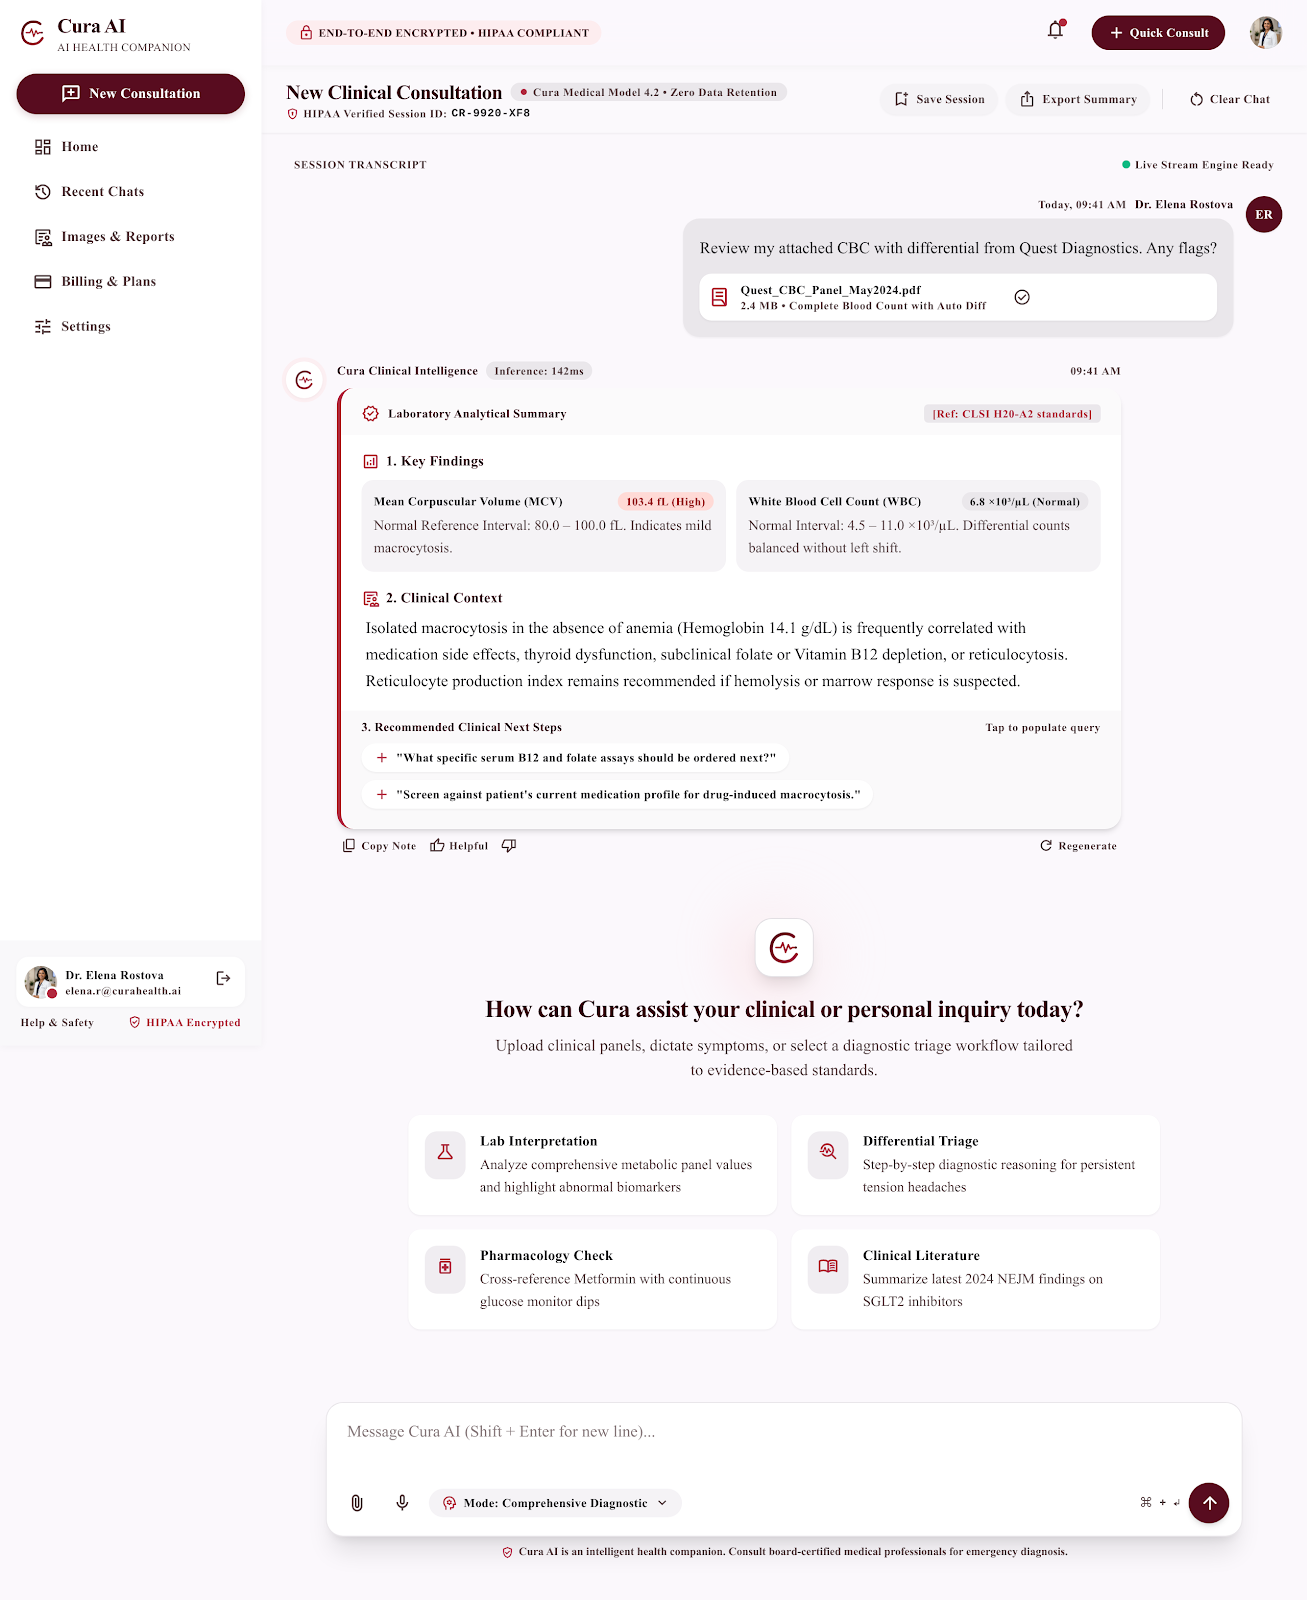 Cura AI
AI HEALTH COMPANION
New Consultation
Home
Recent Chats
Images & Reports
Billing & Plans
Settings
Dr. Elena Rostova
elena.r@curahealth.ai
Help & Safety
HIPAA Encrypted
END-TO-END ENCRYPTED • HIPAA COMPLIANT
Quick Consult
New Clinical Consultation
Cura Medical Model 4.2 • Zero Data Retention
HIPAA Verified Session ID: CR-9920-XF8
Save Session
Export Summary
Clear Chat
SESSION TRANSCRIPT
Live Stream Engine Ready
Today, 09:41 AM Dr. Elena Rostova
ER
Review my attached CBC with differential from Quest Diagnostics. Any flags?
Quest_CBC_Panel_May2024.pdf
2.4 MB • Complete Blood Count with Auto Diff
Cura Clinical Intelligence
Inference: 142ms
09:41 AM
Laboratory Analytical Summary
[Ref: CLSI H20-A2 standards]
1. Key Findings
Mean Corpuscular Volume (MCV)
103.4 fL (High)
Normal Reference Interval: 80.0 – 100.0 fL. Indicates mild
macrocytosis.
White Blood Cell Count (WBC)
6.8 ×10³/µL (Normal)
Normal Interval: 4.5 – 11.0 ×10³/µL. Differential counts
balanced without left shift.
2. Clinical Context
Isolated macrocytosis in the absence of anemia (Hemoglobin 14.1 g/dL) is frequently correlated with
medication side effects, thyroid dysfunction, subclinical folate or Vitamin B12 depletion, or reticulocytosis.
Reticulocyte production index remains recommended if hemolysis or marrow response is suspected.
3. Recommended Clinical Next Steps
Tap to populate query
"What specific serum B12 and folate assays should be ordered next?"
"Screen against patient's current medication profile for drug-induced macrocytosis."
Copy Note
Helpful
Regenerate
How can Cura assist your clinical or personal inquiry today?
Upload clinical panels, dictate symptoms, or select a diagnostic triage workflow tailored
to evidence-based standards.
Lab Interpretation
Analyze comprehensive metabolic panel values
and highlight abnormal biomarkers
Differential Triage
Step-by-step diagnostic reasoning for persistent
tension headaches
Pharmacology Check
Cross-reference Metformin with continuous
glucose monitor dips
Clinical Literature
Summarize latest 2024 NEJM findings on
SGLT2 inhibitors
Message Cura AI (Shift + Enter for new line)...
Mode: Comprehensive Diagnostic
⌘ + ↲
Cura AI is an intelligent health companion. Consult board-certified medical professionals for emergency diagnosis.